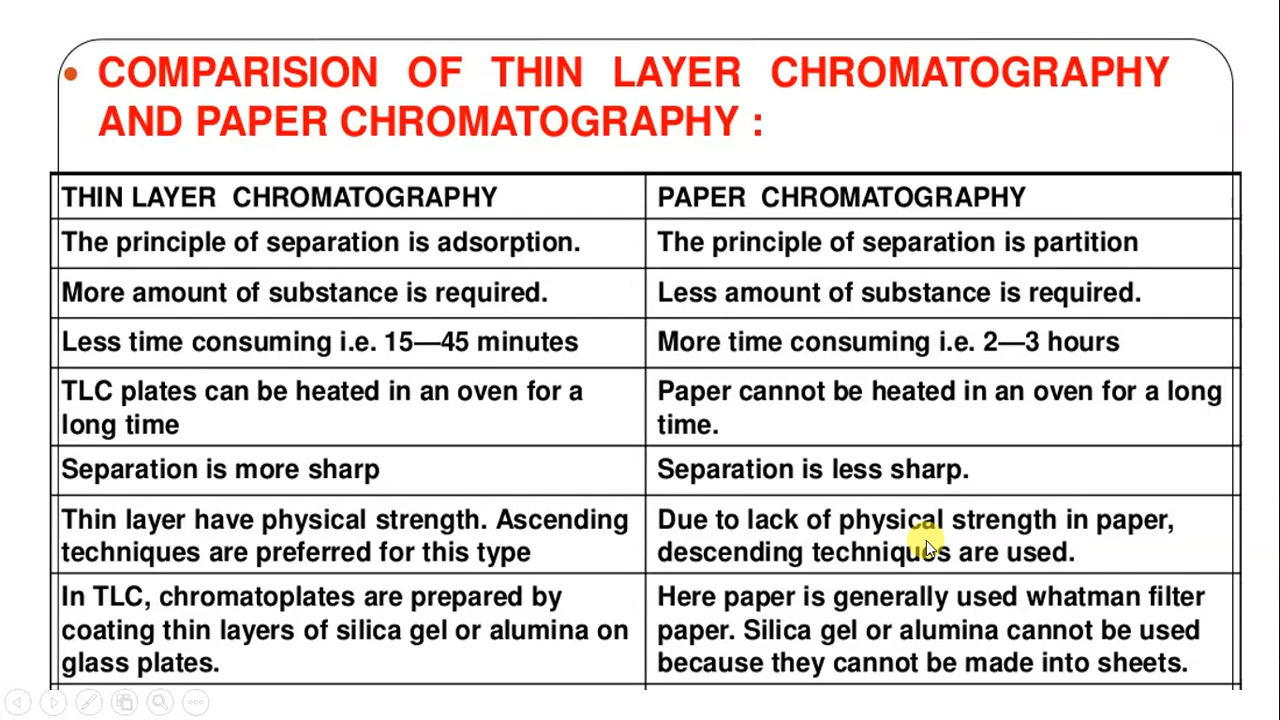 • COMPARISION OF THIN LAYER CHROMATOGRAPHY
AND PAPER CHROMATOGRAPHY :
THIN LAYER CHROMATOGRAPHY
PAPER CHROMATOGRAPHY
The principle of separation is adsorption.
The principle of separation is partition
More amount of substance is required.
Less amount of substance is required.
Less time consuming i.e. 15—45 minutes
More time consuming i.e. 2—3 hours
TLC plates can be heated in an oven for a
long time
Paper cannot be heated in an oven for a long
time.
Separation is more sharp
Separation is less sharp.
Thin layer have physical strength. Ascending
techniques are preferred for this type
Due to lack of physical strength in paper,
descending techniques are used.
In TLC, chromatoplates are prepared by
coating thin layers of silica gel or alumina on
glass plates.
Here paper is generally used whatman filter
paper. Silica gel or alumina cannot be used
because they cannot be made into sheets.